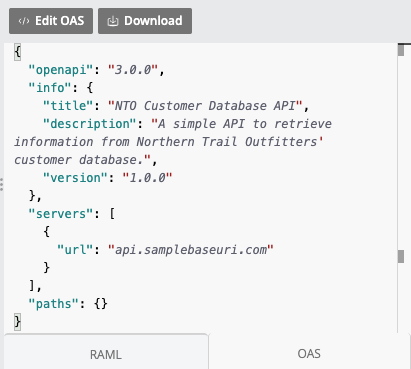 </> Edit OAS Download
{
"openapi": "3.0.0",
"info": {
"title": "NTO Customer Database API",
"description": "A simple API to retrieve
information from Northern Trail Outfitters'
customer database.",
"version": "1.0.0"
},
"servers": [
{
"url": "api.samplebaseuri.com"
}
],
"paths": {}
}
RAML OAS